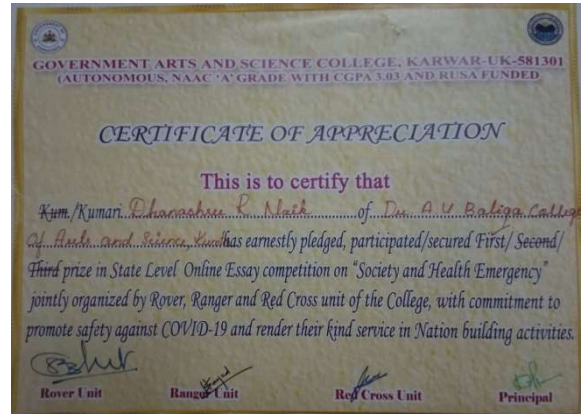 GOVERNMENT ARTS AND SCIENCE COLLEGE, KARWAR-UK-581301
(AUTONOMOUS, NAAC 'A' GRADE WITH CGPA 3.03 AND RUSA FUNDED
CERTIFICATE OF APPRECIATION
This is to certify that
Kum./Kumari. Dhanashree R Naik of Dr. A V Baliga College
Of Arts and Science, has earnestly pledged, participated/secured First/ Second/
Third prize in State Level Online Essay competition on "Society and Health Emergency"
jointly organized by Rover, Ranger and Red Cross unit of the College, with commitment to
promote safety against COVID-19 and render their kind service in Nation building activities.
Rover Unit Ranger Unit Red Cross Unit Principal